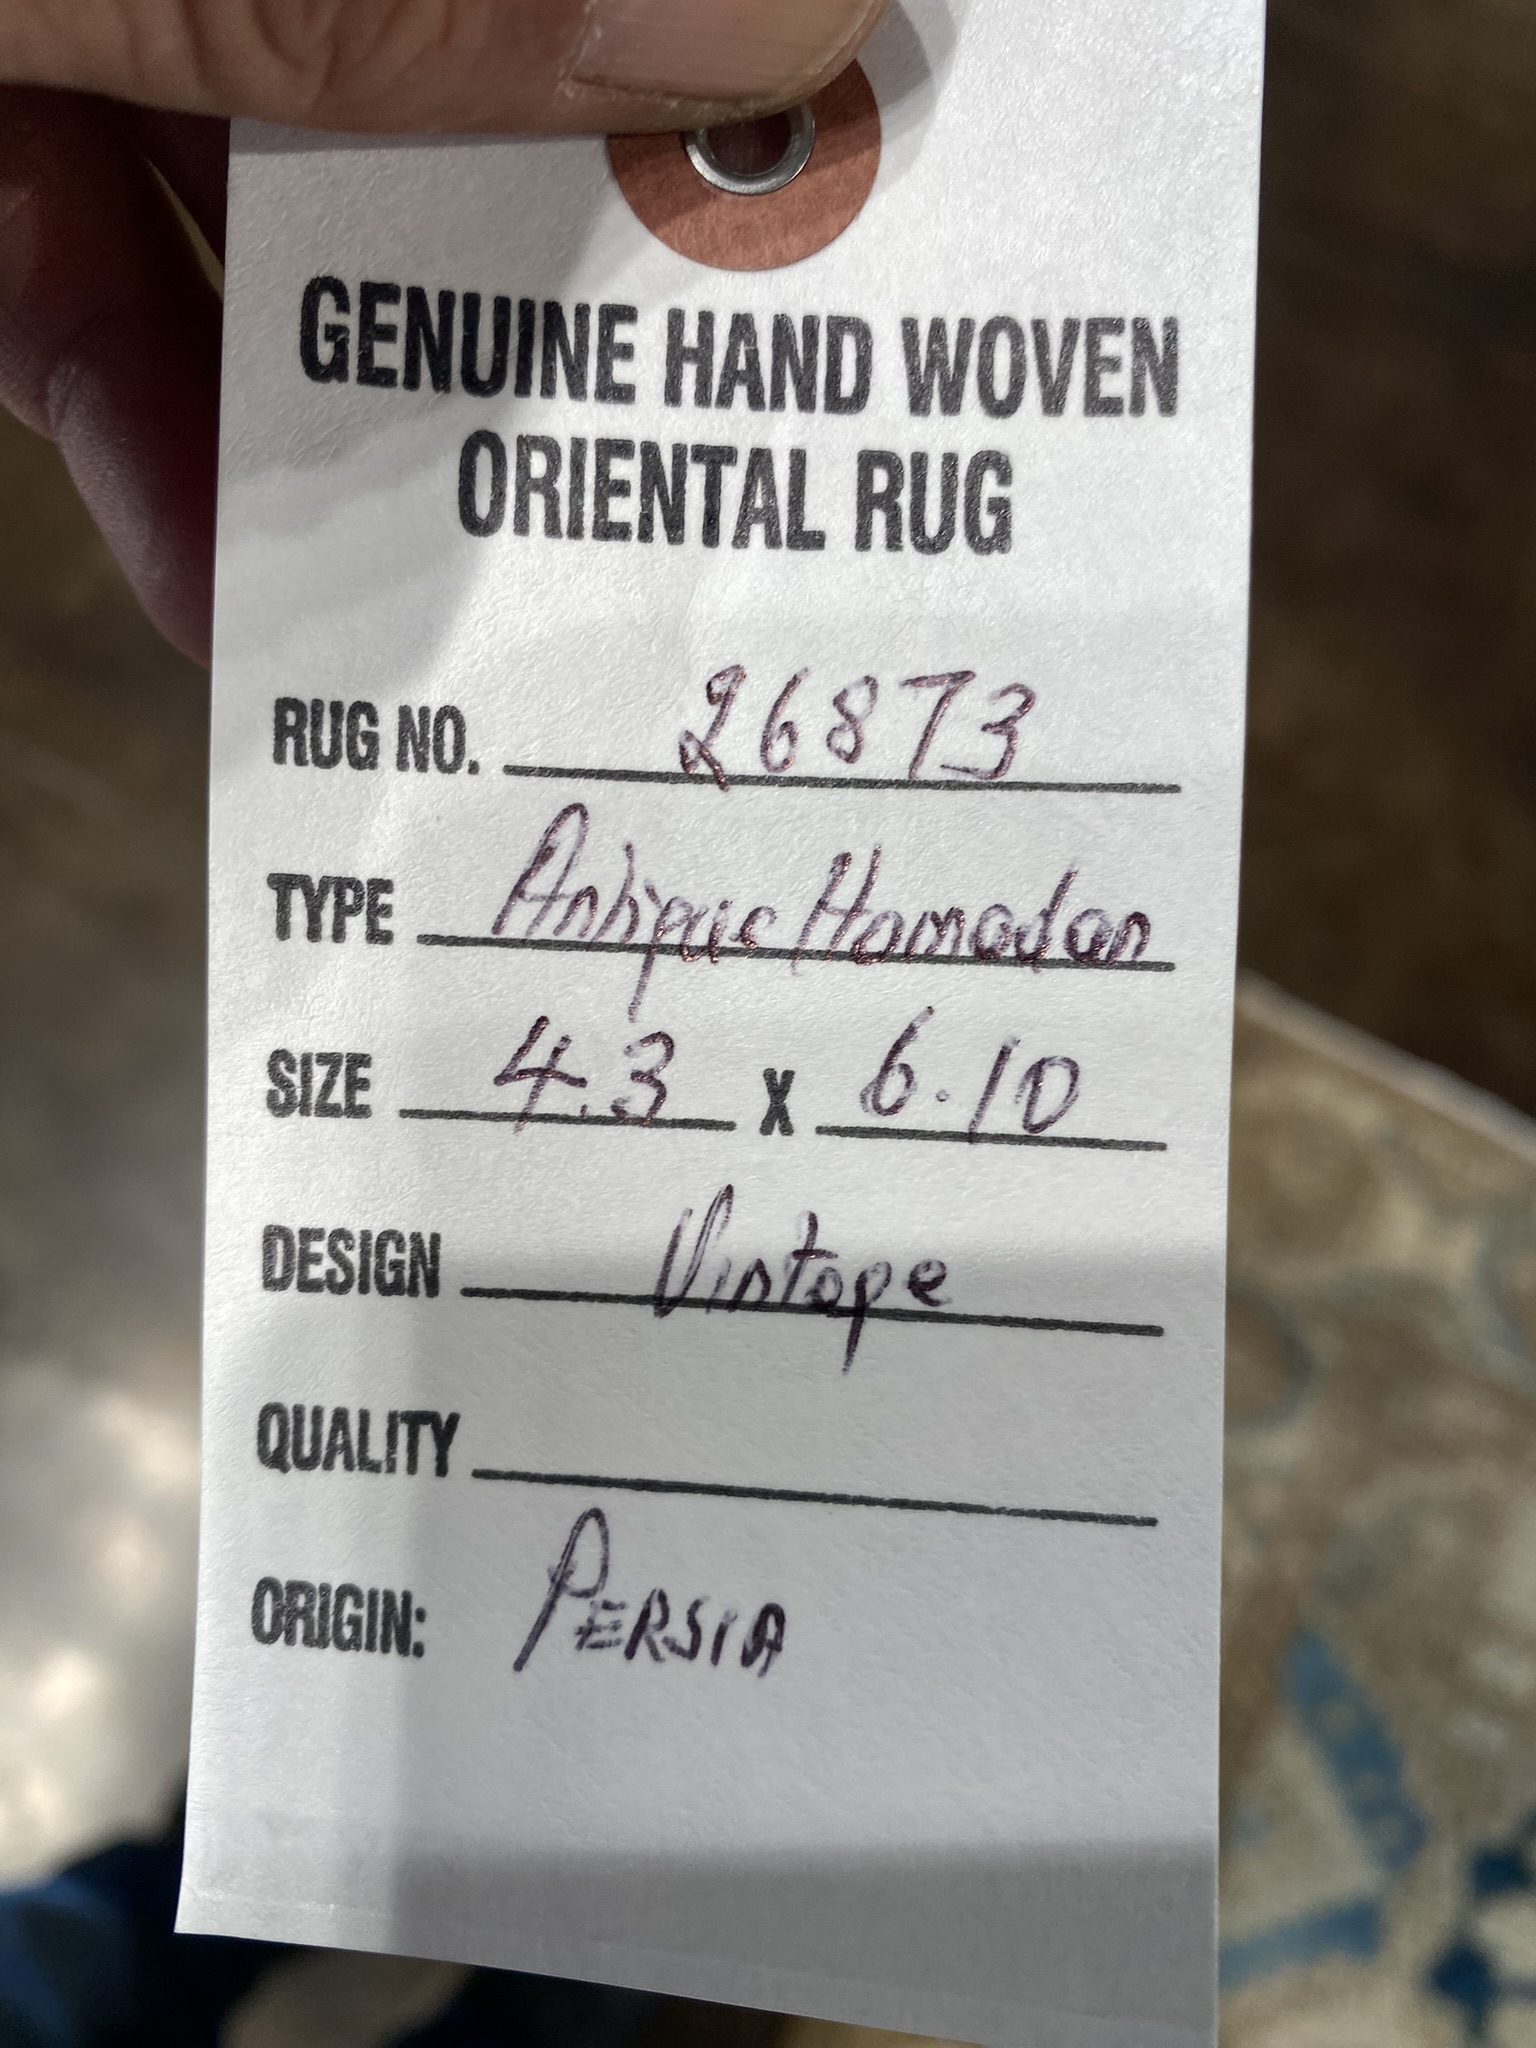 GENUINE HAND WOVEN
ORIENTAL RUG
RUG NO. 26873
TYPE Antique Hamadan
SIZE 4.3 X 6.10
DESIGN Vintage
QUALITY
ORIGIN: PERSIA